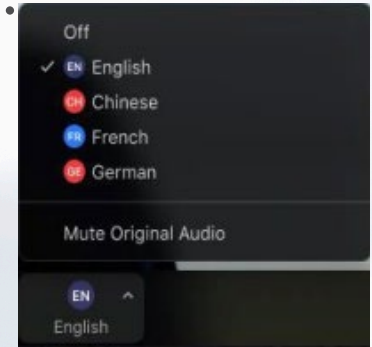 Off
EN English
CH Chinese
FR French
GE German
Mute Original Audio
EN
English